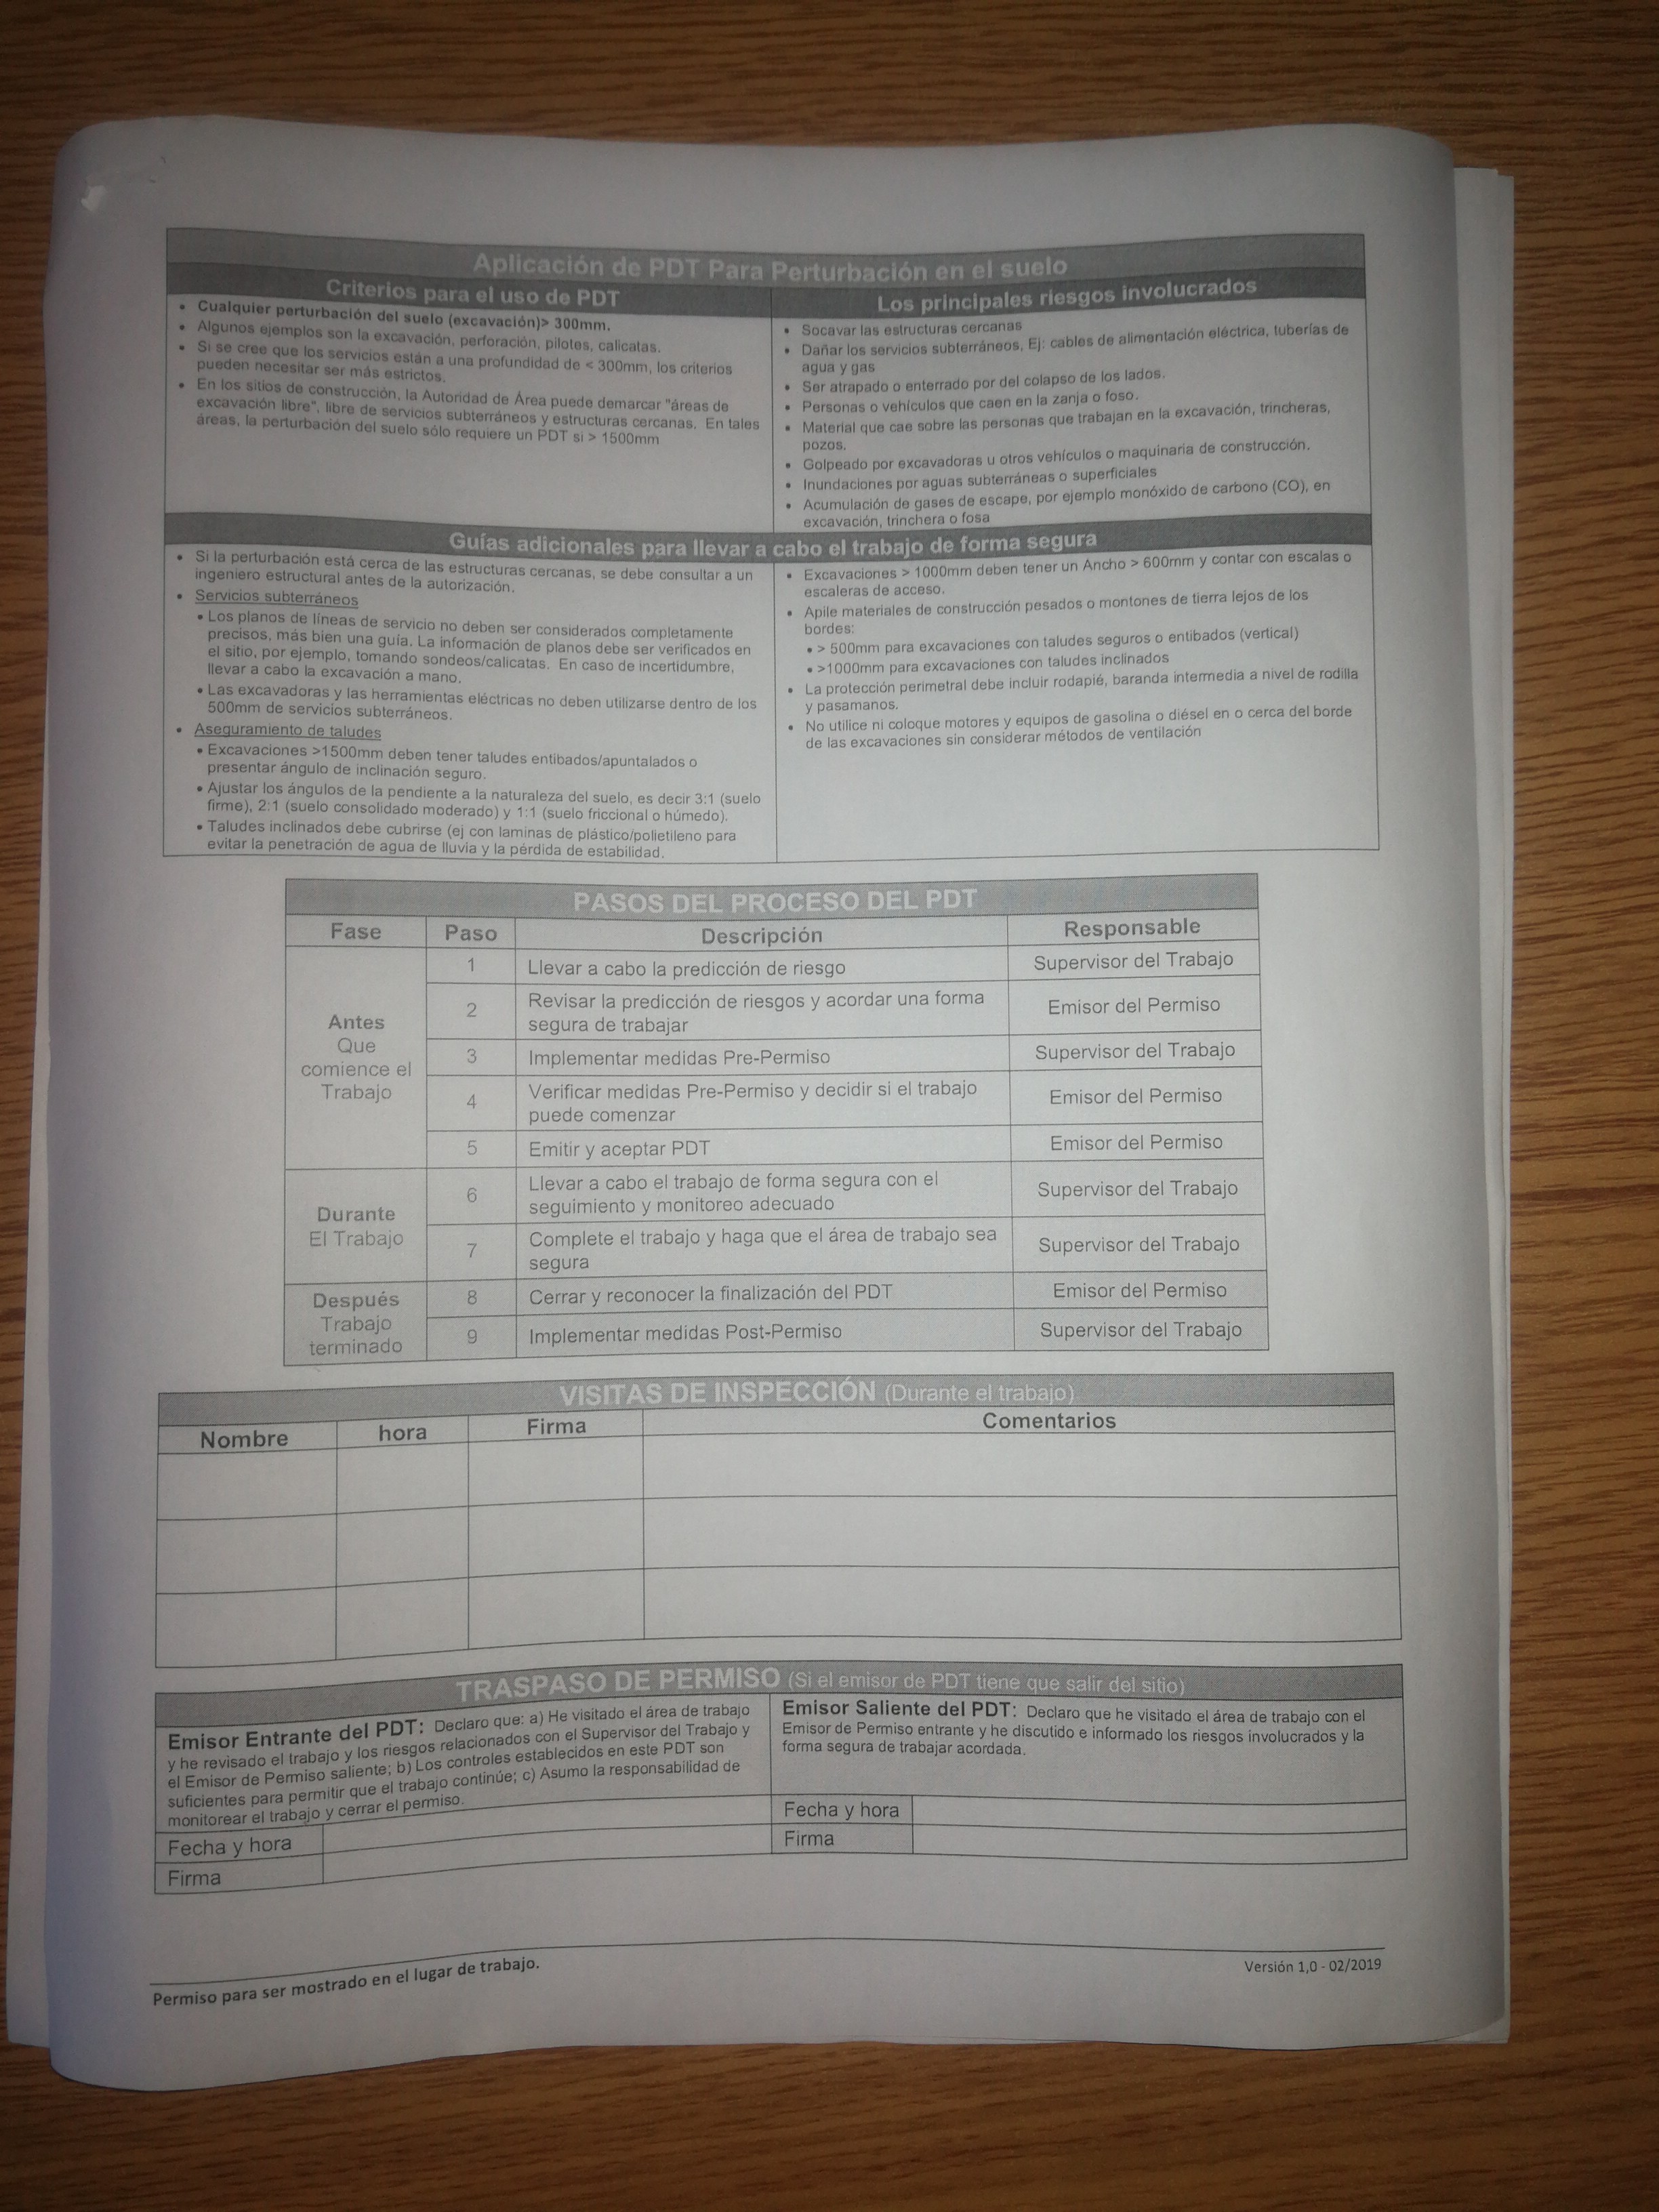 Aplicación de PDT Para Perturbación en el suelo
Criterios para el uso de PDT
• Cualquier perturbación del suelo (excavación)> 300mm.
• Algunos ejemplos son la excavación, perforación, pilotes, calicatas.
• Si se cree que los servicios están a una profundidad de < 300mm, los criterios
pueden necesitar ser más estrictos.
• En los sitios de construcción, la Autoridad de Área puede demarcar "áreas de
excavación libre", libre de servicios subterráneos y estructuras cercanas. En tales
áreas, la perturbación del suelo sólo requiere un PDT si > 1500mm
Los principales riesgos involucrados
• Socavar las estructuras cercanas
• Dañar los servicios subterráneos, Ej: cables de alimentación eléctrica, tuberías de
agua y gas
• Ser atrapado o enterrado por del colapso de los lados.
• Personas o vehículos que caen en la zanja o foso.
• Material que cae sobre las personas que trabajan en la excavación, trincheras,
pozos.
• Golpeado por excavadoras u otros vehículos o maquinaria de construcción.
• Inundaciones por aguas subterráneas o superficiales
• Acumulación de gases de escape, por ejemplo monóxido de carbono (CO), en
excavación, trinchera o fosa
Guías adicionales para llevar a cabo el trabajo de forma segura
• Si la perturbación está cerca de las estructuras cercanas, se debe consultar a un
ingeniero estructural antes de la autorización.
• Servicios subterráneos
• Los planos de líneas de servicio no deben ser considerados completamente
precisos, más bien una guía. La información de planos debe ser verificados en
el sitio, por ejemplo, tomando sondeos/calicatas. En caso de incertidumbre,
llevar a cabo la excavación a mano.
• Las excavadoras y las herramientas eléctricas no deben utilizarse dentro de los
500mm de servicios subterráneos.
• Aseguramiento de taludes
• Excavaciones >1500mm deben tener taludes entibados/apuntalados o
presentar ángulo de inclinación seguro.
• Ajustar los ángulos de la pendiente a la naturaleza del suelo, es decir 3:1 (suelo
firme), 2:1 (suelo consolidado moderado) y 1:1 (suelo friccional o húmedo).
• Taludes inclinados debe cubrirse (ej con laminas de plástico/polietileno para
evitar la penetración de agua de lluvia y la pérdida de estabilidad.
• Excavaciones > 1000mm deben tener un Ancho > 600mm y contar con escalas o
escaleras de acceso.
• Apile materiales de construcción pesados o montones de tierra lejos de los
bordes:
• > 500mm para excavaciones con taludes seguros o entibados (vertical)
• >1000mm para excavaciones con taludes inclinados
• La protección perimetral debe incluir rodapié, baranda intermedia a nivel de rodilla
y pasamanos.
• No utilice ni coloque motores y equipos de gasolina o diésel en o cerca del borde
de las excavaciones sin considerar métodos de ventilación
PASOS DEL PROCESO DEL PDT
Fase Paso Descripción Responsable
Antes
Que
comience el
Trabajo
1 Llevar a cabo la predicción de riesgo Supervisor del Trabajo
2 Revisar la predicción de riesgos y acordar una forma
segura de trabajar Emisor del Permiso
3 Implementar medidas Pre-Permiso Supervisor del Trabajo
4 Verificar medidas Pre-Permiso y decidir si el trabajo
puede comenzar Emisor del Permiso
5 Emitir y aceptar PDT Emisor del Permiso
Durante
El Trabajo
6 Llevar a cabo el trabajo de forma segura con el
seguimiento y monitoreo adecuado Supervisor del Trabajo
7 Complete el trabajo y haga que el área de trabajo sea
segura Supervisor del Trabajo
Después
Trabajo
terminado
8 Cerrar y reconocer la finalización del PDT Emisor del Permiso
9 Implementar medidas Post-Permiso Supervisor del Trabajo
VISITAS DE INSPECCIÓN (Durante el trabajo)
Nombre hora Firma Comentarios
TRASPASO DE PERMISO (Si el emisor de PDT tiene que salir del sitio)
Emisor Entrante del PDT: Declaro que: a) He visitado el área de trabajo
y he revisado el trabajo y los riesgos relacionados con el Supervisor del Trabajo y
el Emisor de Permiso saliente; b) Los controles establecidos en este PDT son
suficientes para permitir que el trabajo continúe; c) Asumo la responsabilidad de
monitorear el trabajo y cerrar el permiso.
Fecha y hora
Firma
Emisor Saliente del PDT: Declaro que he visitado el área de trabajo con el
Emisor de Permiso entrante y he discutido e informado los riesgos involucrados y la
forma segura de trabajar acordada.
Fecha y hora
Firma
Permiso para ser mostrado en el lugar de trabajo.
Versión 1,0 - 02/2019